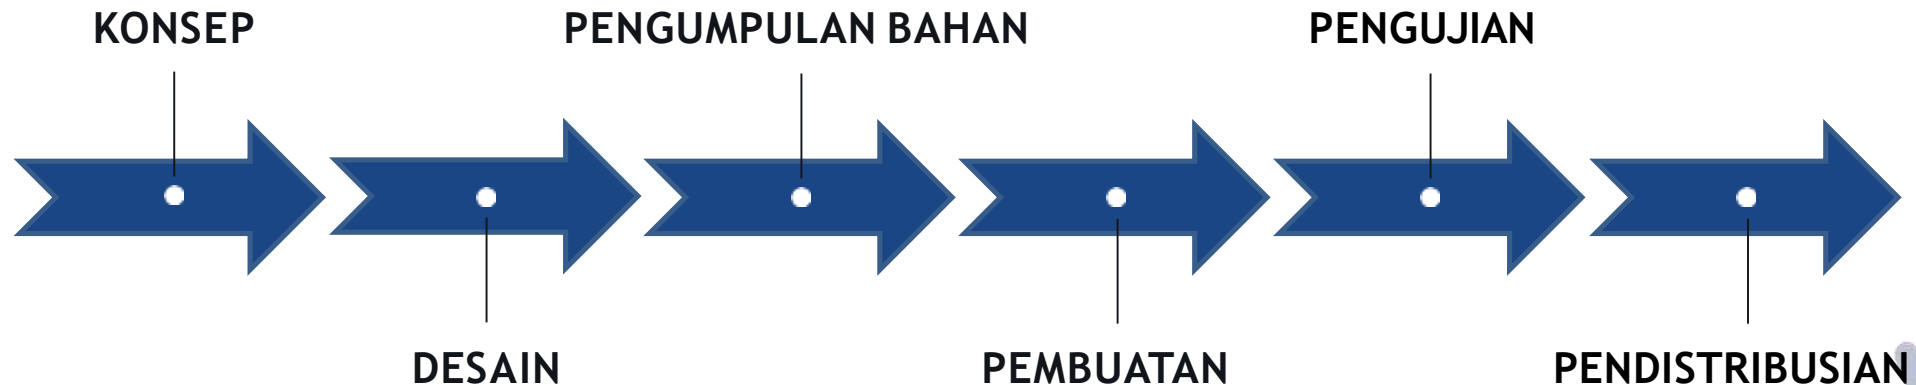 KONSEP
PENGUMPULAN BAHAN
PENGUJIAN
DESAIN
PEMBUATAN
PENDISTRIBUSIAN